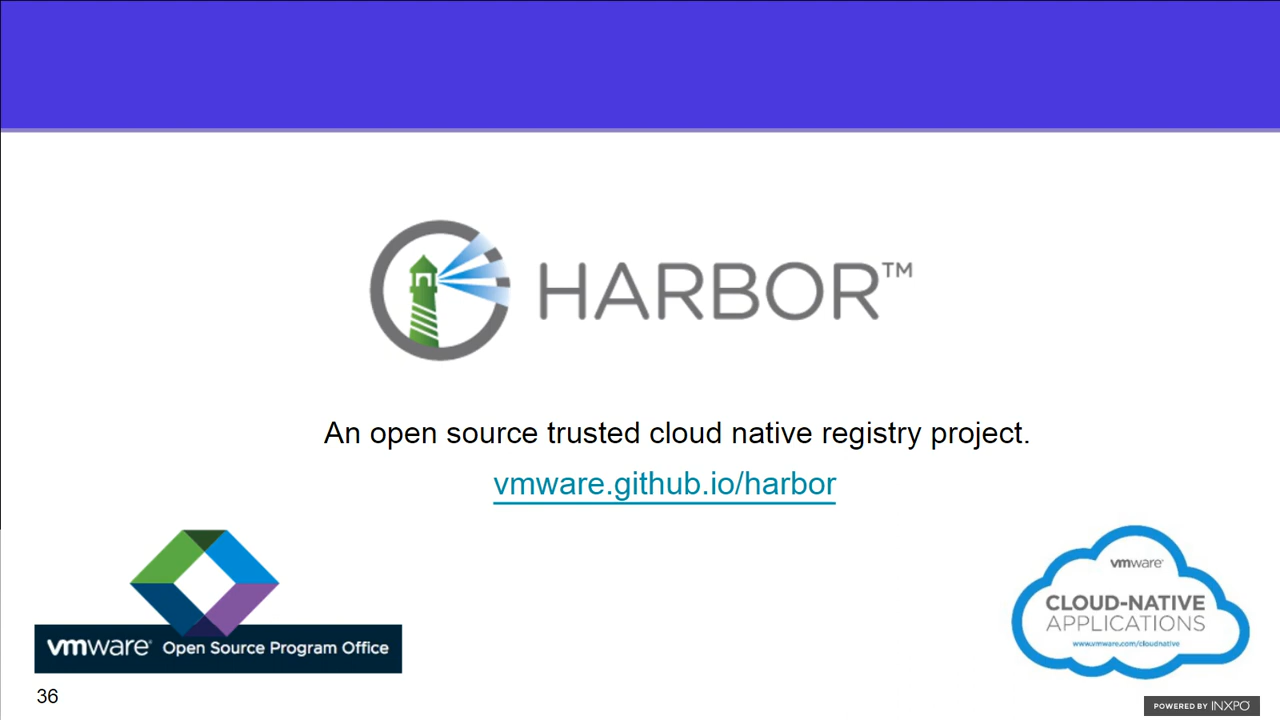 HARBOR™
An open source trusted cloud native registry project.
vmware.github.io/harbor
vmware®
CLOUD-NATIVE
APPLICATIONS
www.vmware.com/cloudnative
vmware® Open Source Program Office
36
POWERED BY INXPO